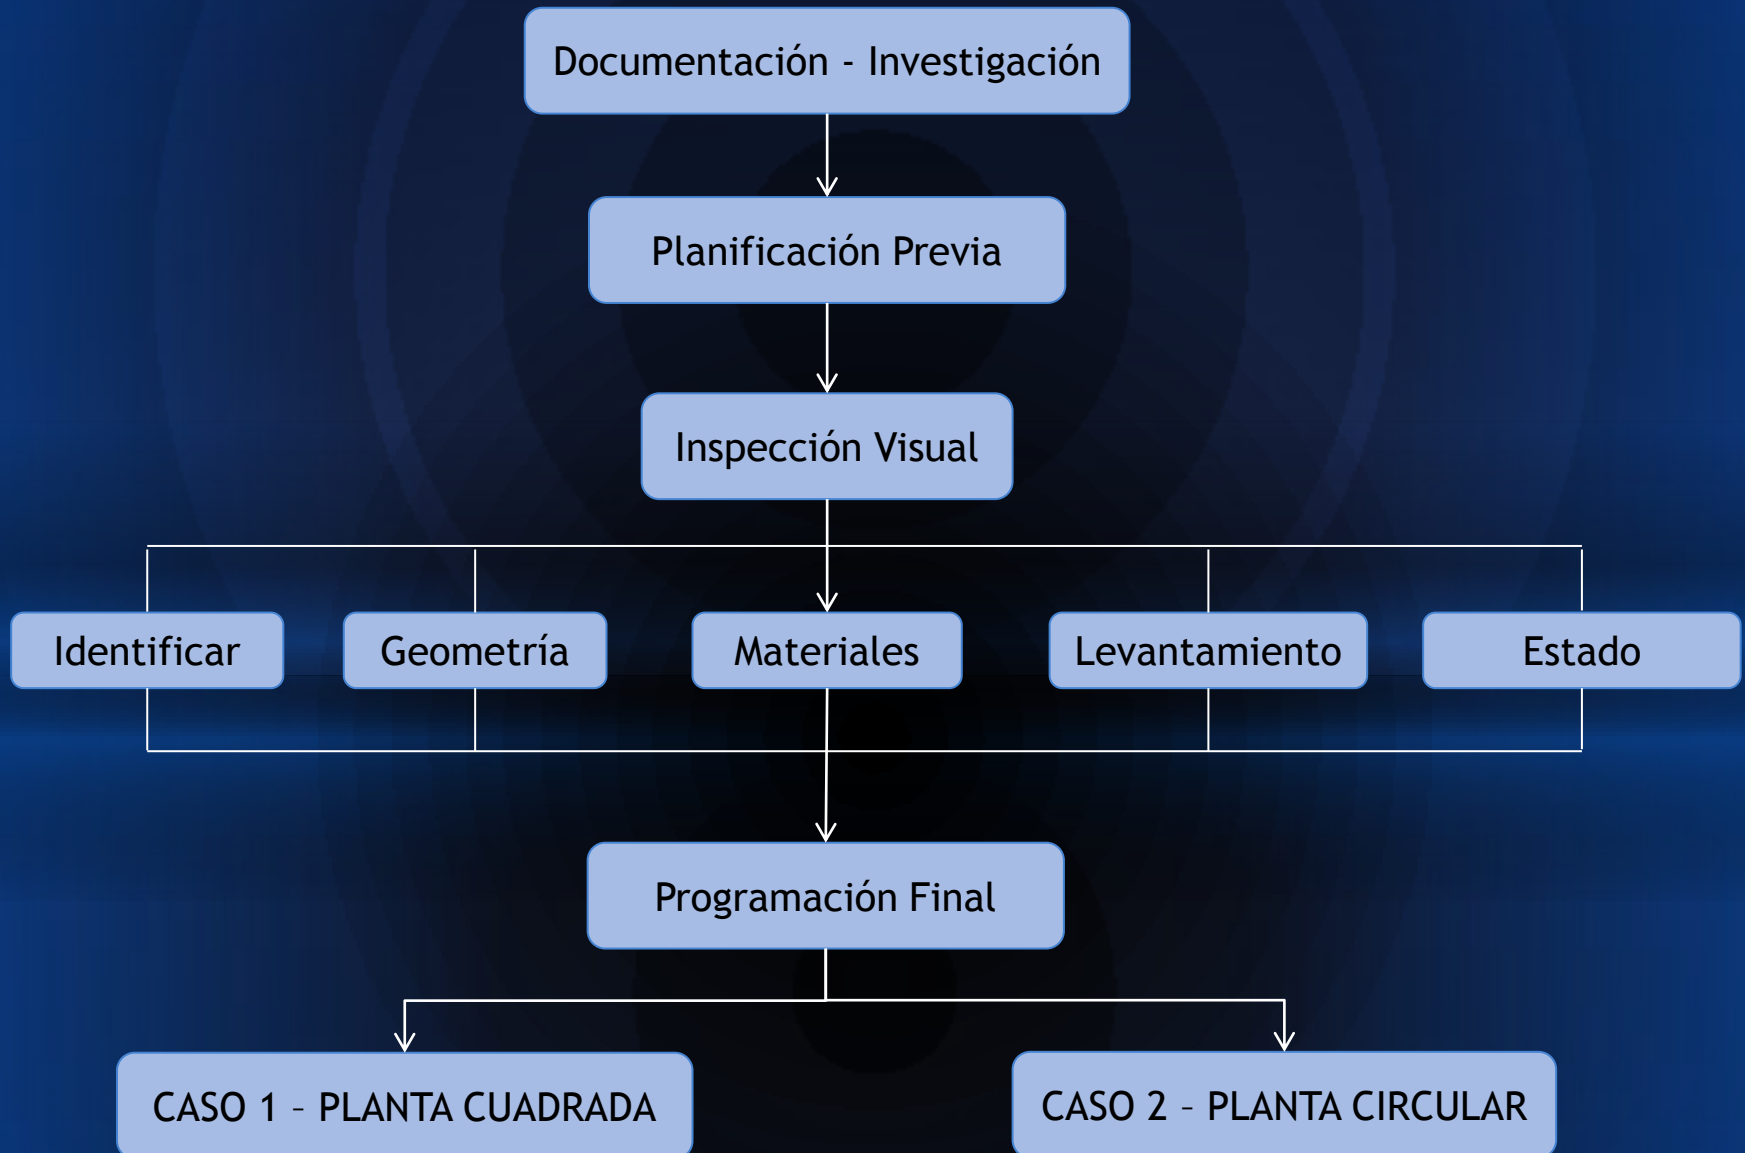 Documentación - Investigación
Planificación Previa
Inspección Visual
Identificar
Geometría
Materiales
Levantamiento
Estado
Programación Final
CASO 1 – PLANTA CUADRADA
CASO 2 – PLANTA CIRCULAR